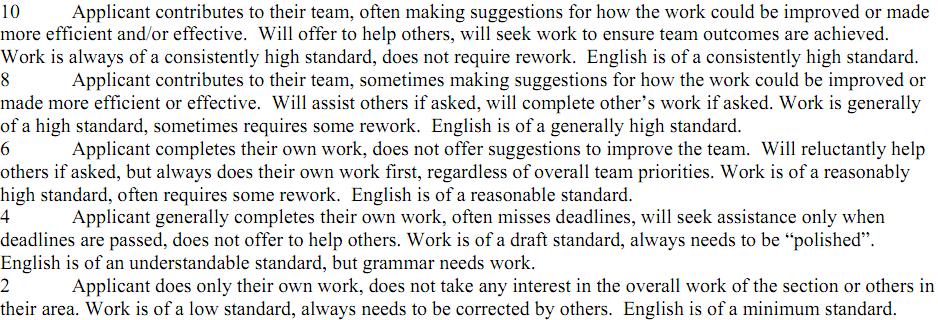 10 Applicant contributes to their team, often making suggestions for how the work could be improved or made
more efficient and/or effective. Will offer to help others, will seek work to ensure team outcomes are achieved.
Work is always of a consistently high standard, does not require rework. English is of a consistently high standard.
8 Applicant contributes to their team, sometimes making suggestions for how the work could be improved or
made more efficient or effective. Will assist others if asked, will complete other’s work if asked. Work is generally
of a high standard, sometimes requires some rework. English is of a generally high standard.
6 Applicant completes their own work, does not offer suggestions to improve the team. Will reluctantly help
others if asked, but always does their own work first, regardless of overall team priorities. Work is of a reasonably
high standard, often requires some rework. English is of a reasonable standard.
4 Applicant generally completes their own work, often misses deadlines, will seek assistance only when
deadlines are passed, does not offer to help others. Work is of a draft standard, always needs to be “polished”.
English is of an understandable standard, but grammar needs work.
2 Applicant does only their own work, does not take any interest in the overall work of the section or others in
their area. Work is of a low standard, always needs to be corrected by others. English is of a minimum standard.